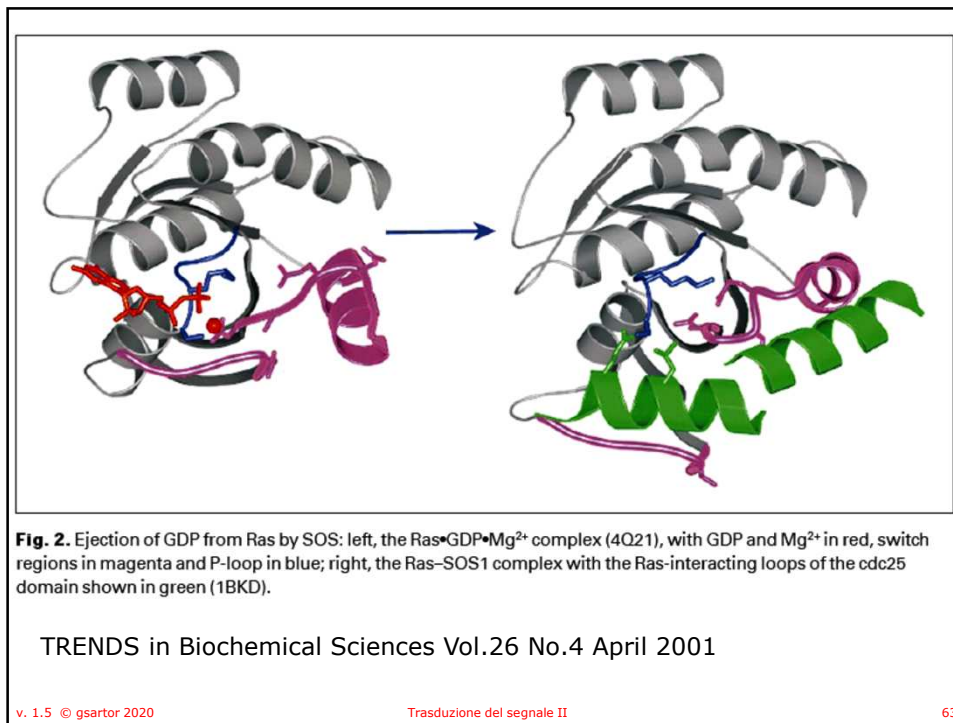 Fig. 2. Ejection of GDP from Ras by SOS: left, the Ras•GDP•Mg²⁺ complex (4Q21), with GDP and Mg²⁺ in red, switch
regions in magenta and P-loop in blue; right, the Ras–SOS1 complex with the Ras-interacting loops of the cdc25
domain shown in green (1BKD).
TRENDS in Biochemical Sciences Vol.26 No.4 April 2001
v. 1.5 © gsartor 2020 Trasduzione del segnale II 63